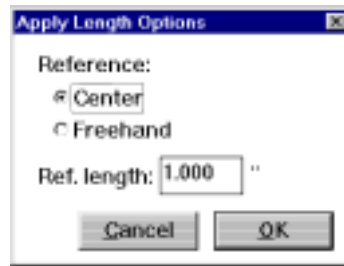 Apply Length Options
Reference:
Center
Freehand
Ref. length: 1.000 "
Cancel OK